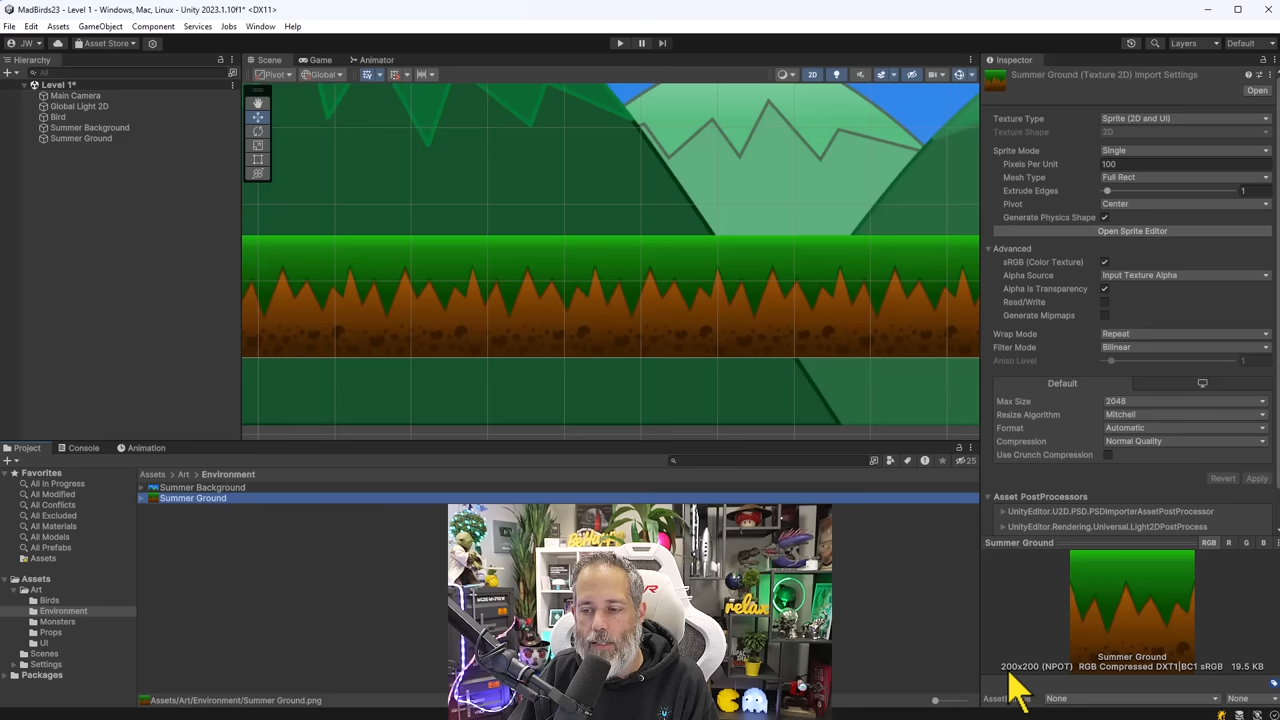 MadBirds23 - Level 1 - Windows, Mac, Linux - Unity 2023.1.10f1* <DX11>
File Edit Assets GameObject Component Services Jobs Window Help
JW Asset Store Layers Default
Hierarchy
All
Level 1*
Main Camera
Global Light 2D
Bird
Summer Background
Summer Ground
Scene Game Animator
Pivot Global 2D
Inspector
Summer Ground (Texture 2D) Import Settings
Open
Texture Type Sprite (2D and UI)
Texture Shape 2D
Sprite Mode Single
Pixels Per Unit 100
Mesh Type Full Rect
Extrude Edges 1
Pivot Center
Generate Physics Shape
Open Sprite Editor
Advanced
sRGB (Color Texture)
Alpha Source Input Texture Alpha
Alpha Is Transparency
Read/Write
Generate Mipmaps
Wrap Mode Repeat
Filter Mode Bilinear
Aniso Level 1
Default
Max Size 2048
Resize Algorithm Mitchell
Format Automatic
Compression Normal Quality
Use Crunch Compression
Revert Apply
Asset PostProcessors
UnityEditor.U2D.PSD.PSDImporterAssetPostProcessor
UnityEditor.Rendering.Universal.Light2DPostProcess
Summer Ground RGB R G B
Summer Ground
200x200 (NPOT) RGB Compressed DXT1|BC1 sRGB 19.5 KB
None None
Project Console Animation
25
Favorites
All In Progress
All Modified
All Conflicts
All Excluded
All Materials
All Models
All Prefabs
Assets
Assets
Art
Birds
Environment
Monsters
Props
UI
Scenes
Settings
Packages
Assets Art Environment
Summer Background
Summer Ground
Assets/Art/Environment/Summer Ground.png
relax